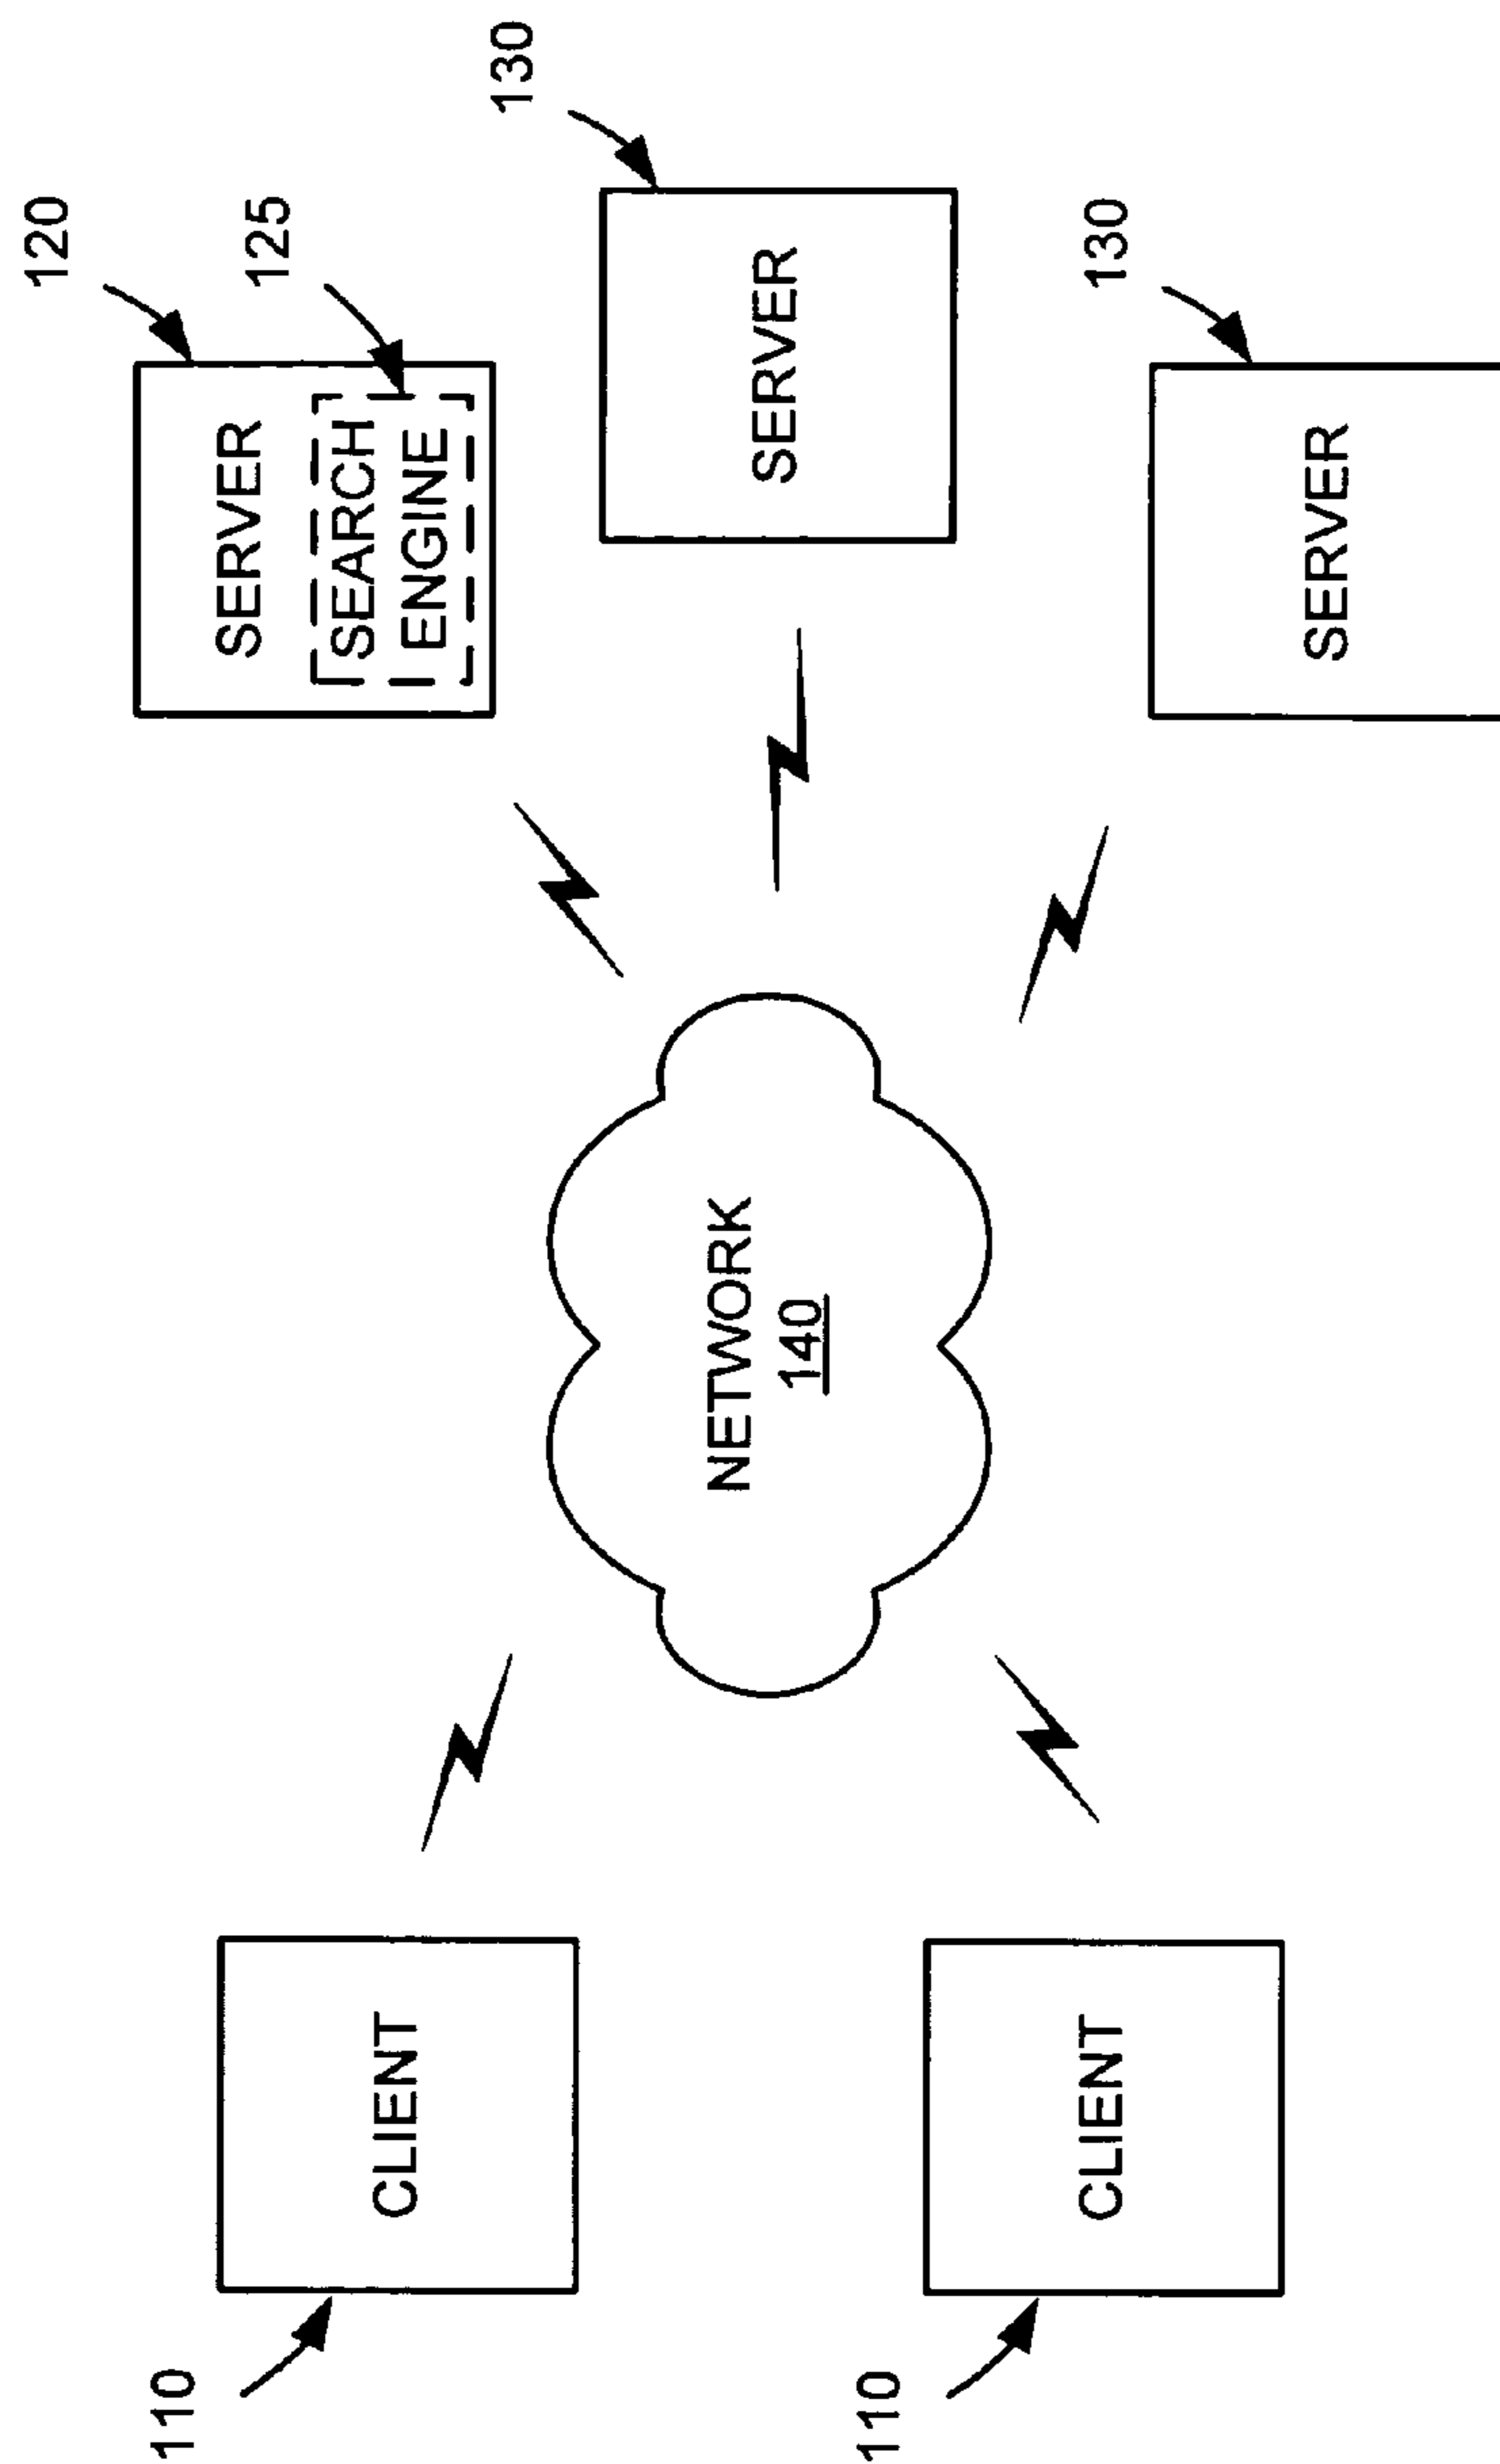 110
CLIENT
110
CLIENT
NETWORK
140
120
SERVER
125
SEARCH
ENGINE
130
SERVER
130
SERVER